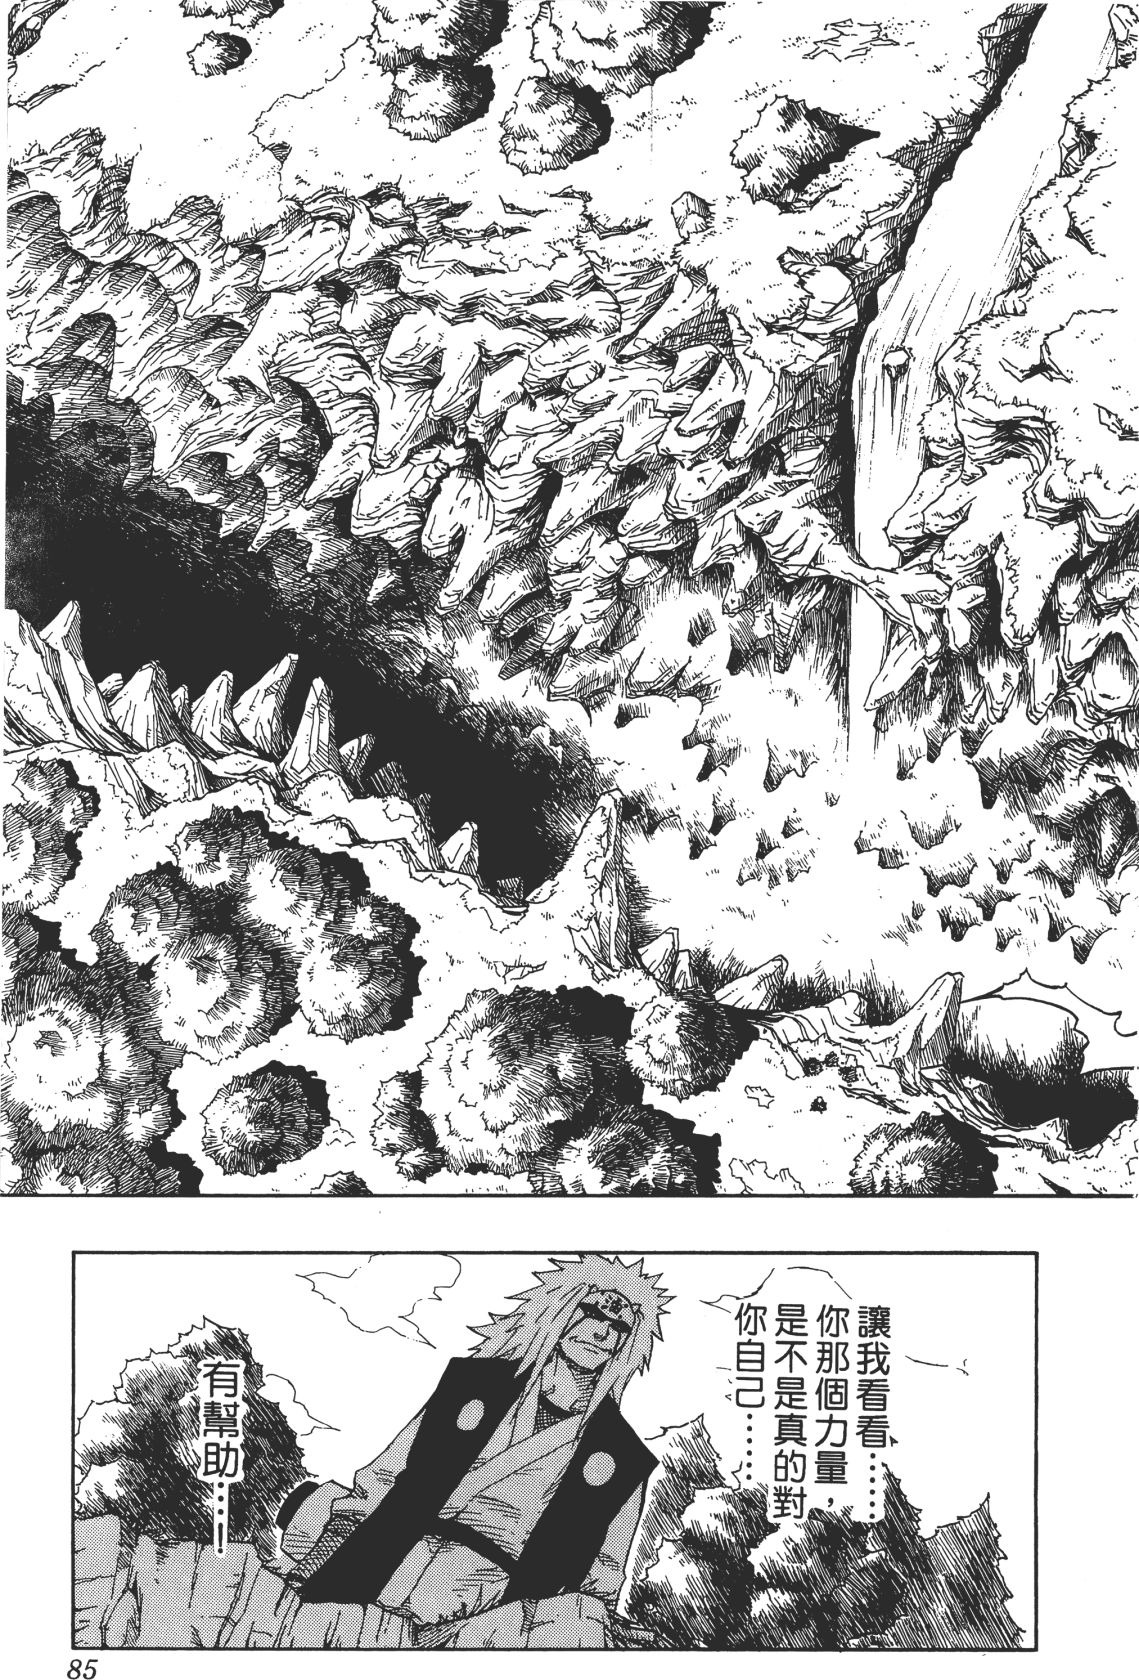 讓我看看……
你那個力量，
是不是真的對
你自己……
有幫助…！
85